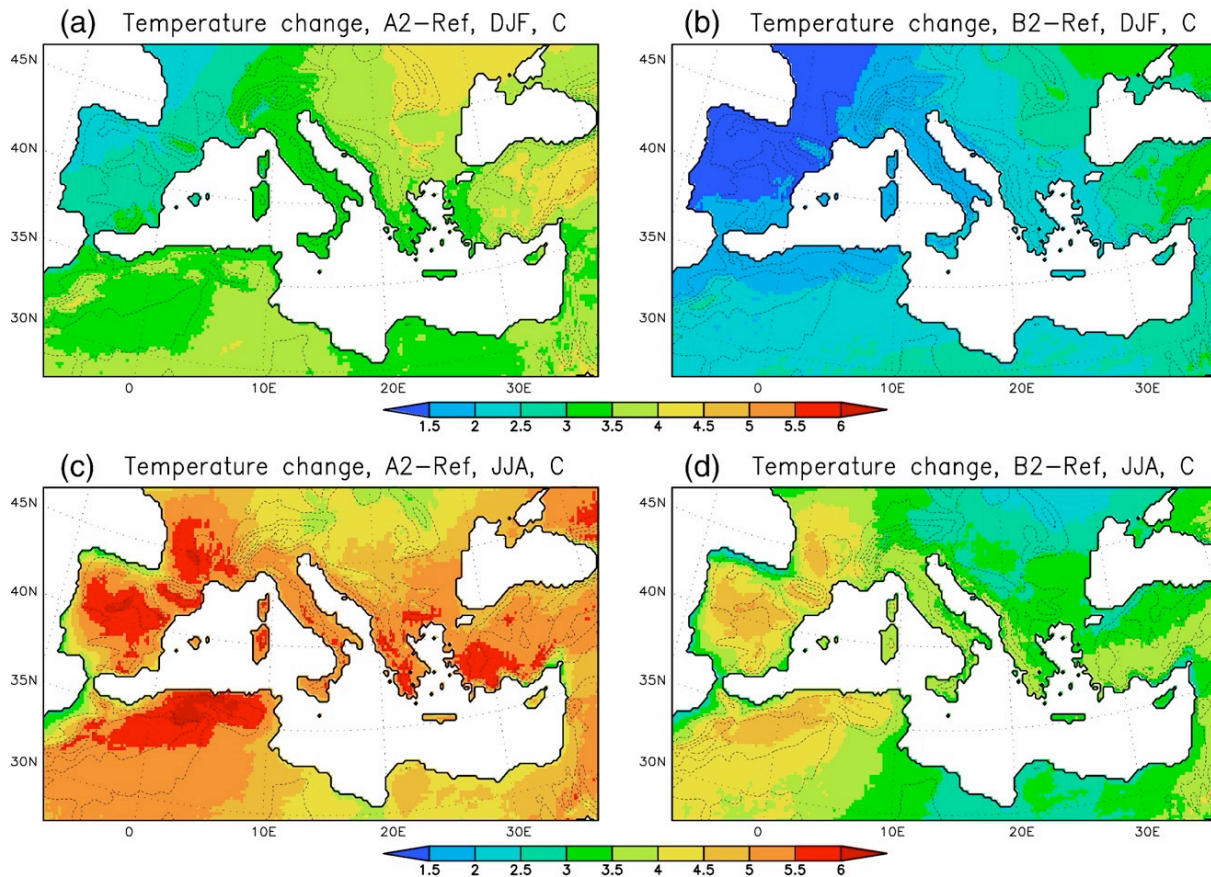 (a) Temperature change, A2-Ref, DJF, C
(b) Temperature change, B2-Ref, DJF, C
45N
40N
35N
30N
0 10E 20E 30E
45N
40N
35N
30N
0 10E 20E 30E
1.5 2 2.5 3 3.5 4 4.5 5 5.5 6
(c) Temperature change, A2-Ref, JJA, C
(d) Temperature change, B2-Ref, JJA, C
45N
40N
35N
30N
0 10E 20E 30E
45N
40N
35N
30N
0 10E 20E 30E
1.5 2 2.5 3 3.5 4 4.5 5 5.5 6